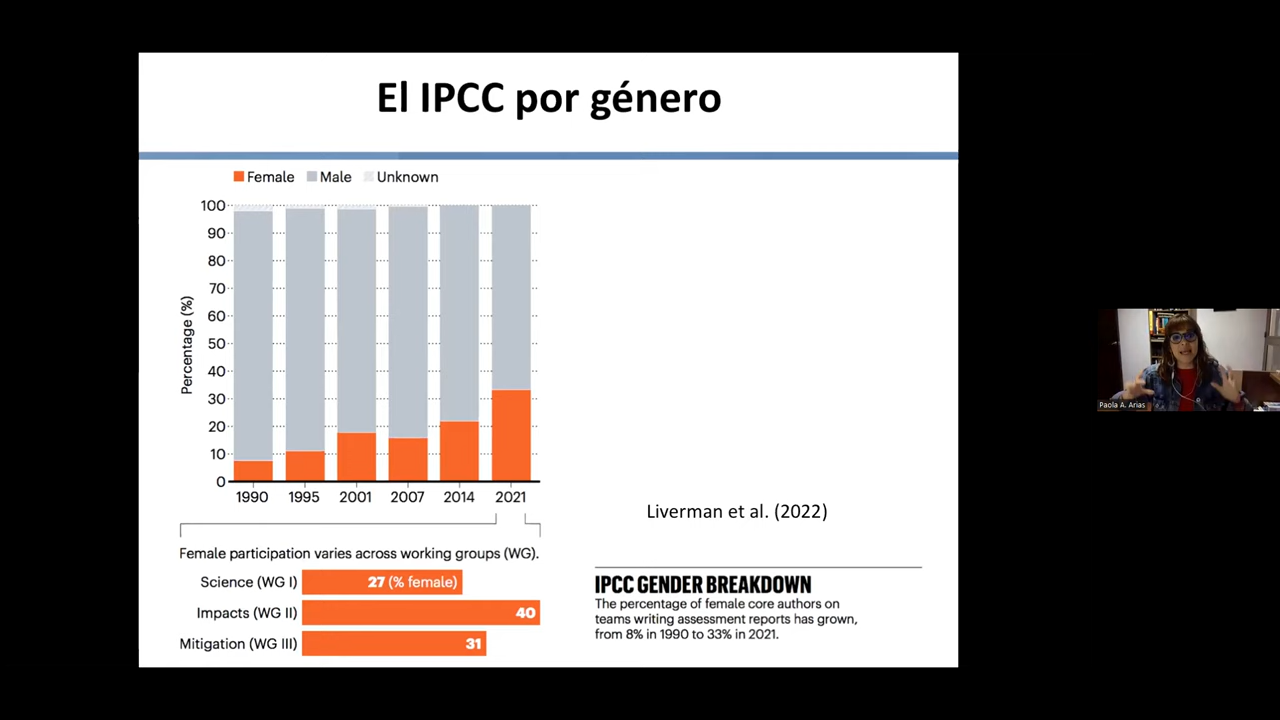 El IPCC por género
Female Male Unknown
100
90
80
70
60
50
40
30
20
10
0
Percentage (%)
1990 1995 2001 2007 2014 2021
Female participation varies across working groups (WG).
Science (WG I) 27 (% female)
Impacts (WG II) 40
Mitigation (WG III) 31
Liverman et al. (2022)
IPCC GENDER BREAKDOWN
The percentage of female core authors on
teams writing assessment reports has grown,
from 8% in 1990 to 33% in 2021.
Paola A. Arias